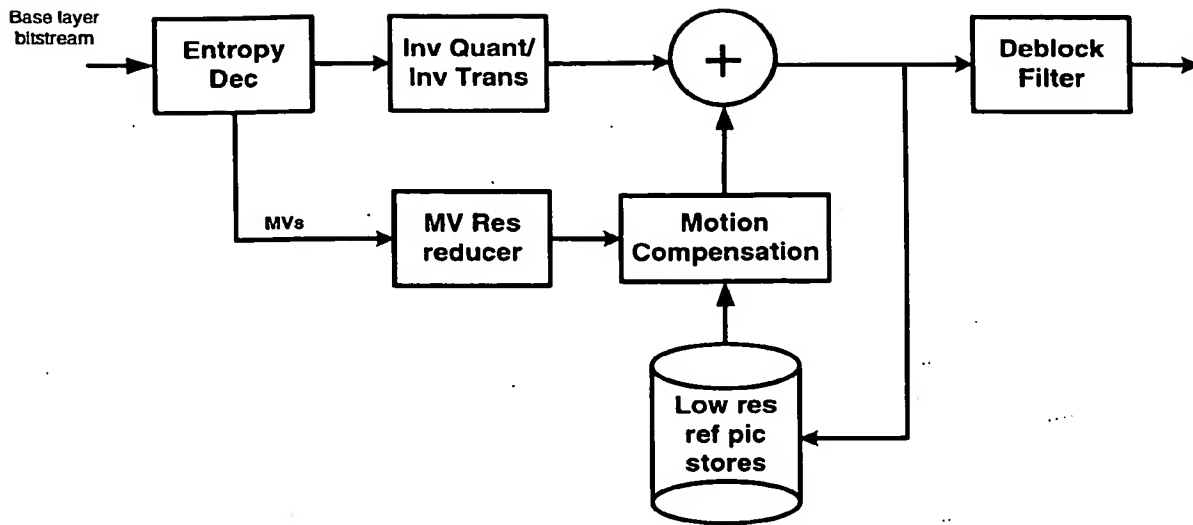 Base layer
bitstream
Entropy
Dec
Inv Quant/
Inv Trans
+
Deblock
Filter
MVs
MV Res
reducer
Motion
Compensation
Low res
ref pic
stores